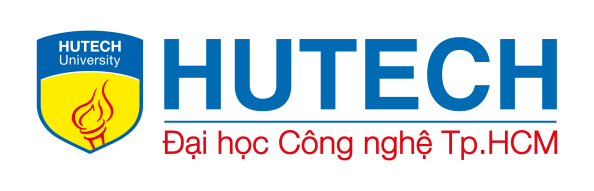 HUTECH
University
HUTECH
Đại học Công nghệ Tp.HCM